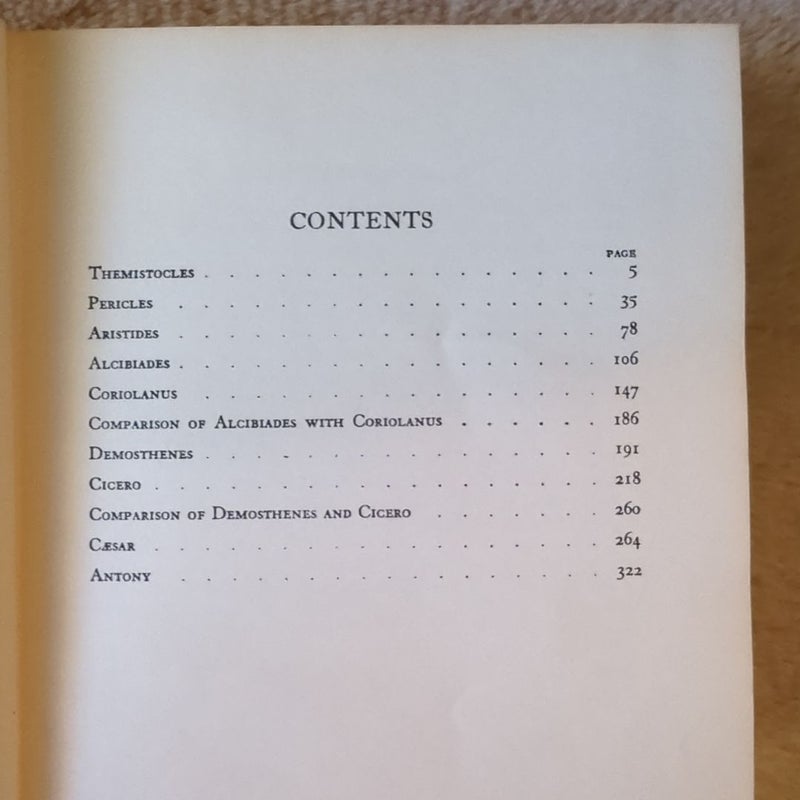 CONTENTS
PAGE
THEMISTOCLES . . . . . . . . . . . . . . . 5
PERICLES . . . . . . . . . . . . . . . . 35
ARISTIDES . . . . . . . . . . . . . . . . 78
ALCIBIADES . . . . . . . . . . . . . . . . 106
CORIOLANUS . . . . . . . . . . . . . . . 147
COMPARISON OF ALCIBIADES WITH CORIOLANUS . . . . . . 186
DEMOSTHENES . . . . . . . . . . . . . . . 191
CICERO . . . . . . . . . . . . . . . . . 218
COMPARISON OF DEMOSTHENES AND CICERO . . . . . . 260
CÆSAR . . . . . . . . . . . . . . . . . 264
ANTONY . . . . . . . . . . . . . . . . 322